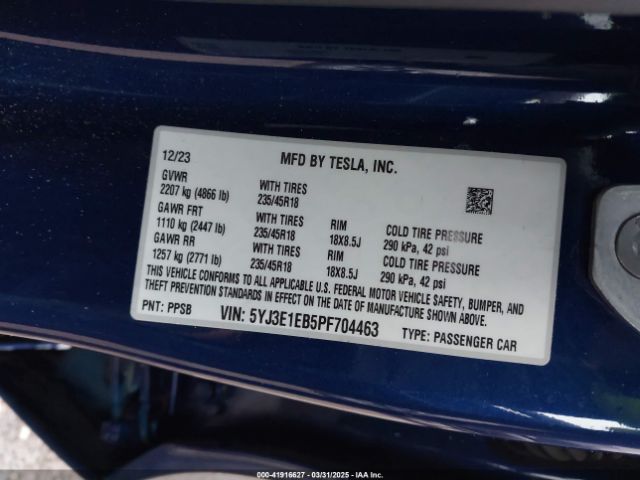 12/23 MFD BY TESLA, INC.
GVWR
2207 kg (4866 lb) WITH TIRES
GAWR FRT 235/45R18 RIM COLD TIRE PRESSURE
1110 kg (2447 lb) WITH TIRES 18X8.5J 290 kPa, 42 psi
GAWR RR 235/45R18 RIM COLD TIRE PRESSURE
1257 kg (2771 lb) WITH TIRES 18X8.5J 290 kPa, 42 psi
235/45R18
THIS VEHICLE CONFORMS TO ALL APPLICABLE U.S. FEDERAL MOTOR VEHICLE SAFETY, BUMPER, AND
THEFT PREVENTION STANDARDS IN EFFECT ON THE DATE OF MANUFACTURE SHOWN ABOVE.
PNT: PPSB VIN: 5YJ3E1EB5PF704463 TYPE: PASSENGER CAR
000-41916627 - 03/31/2025 - IAAC